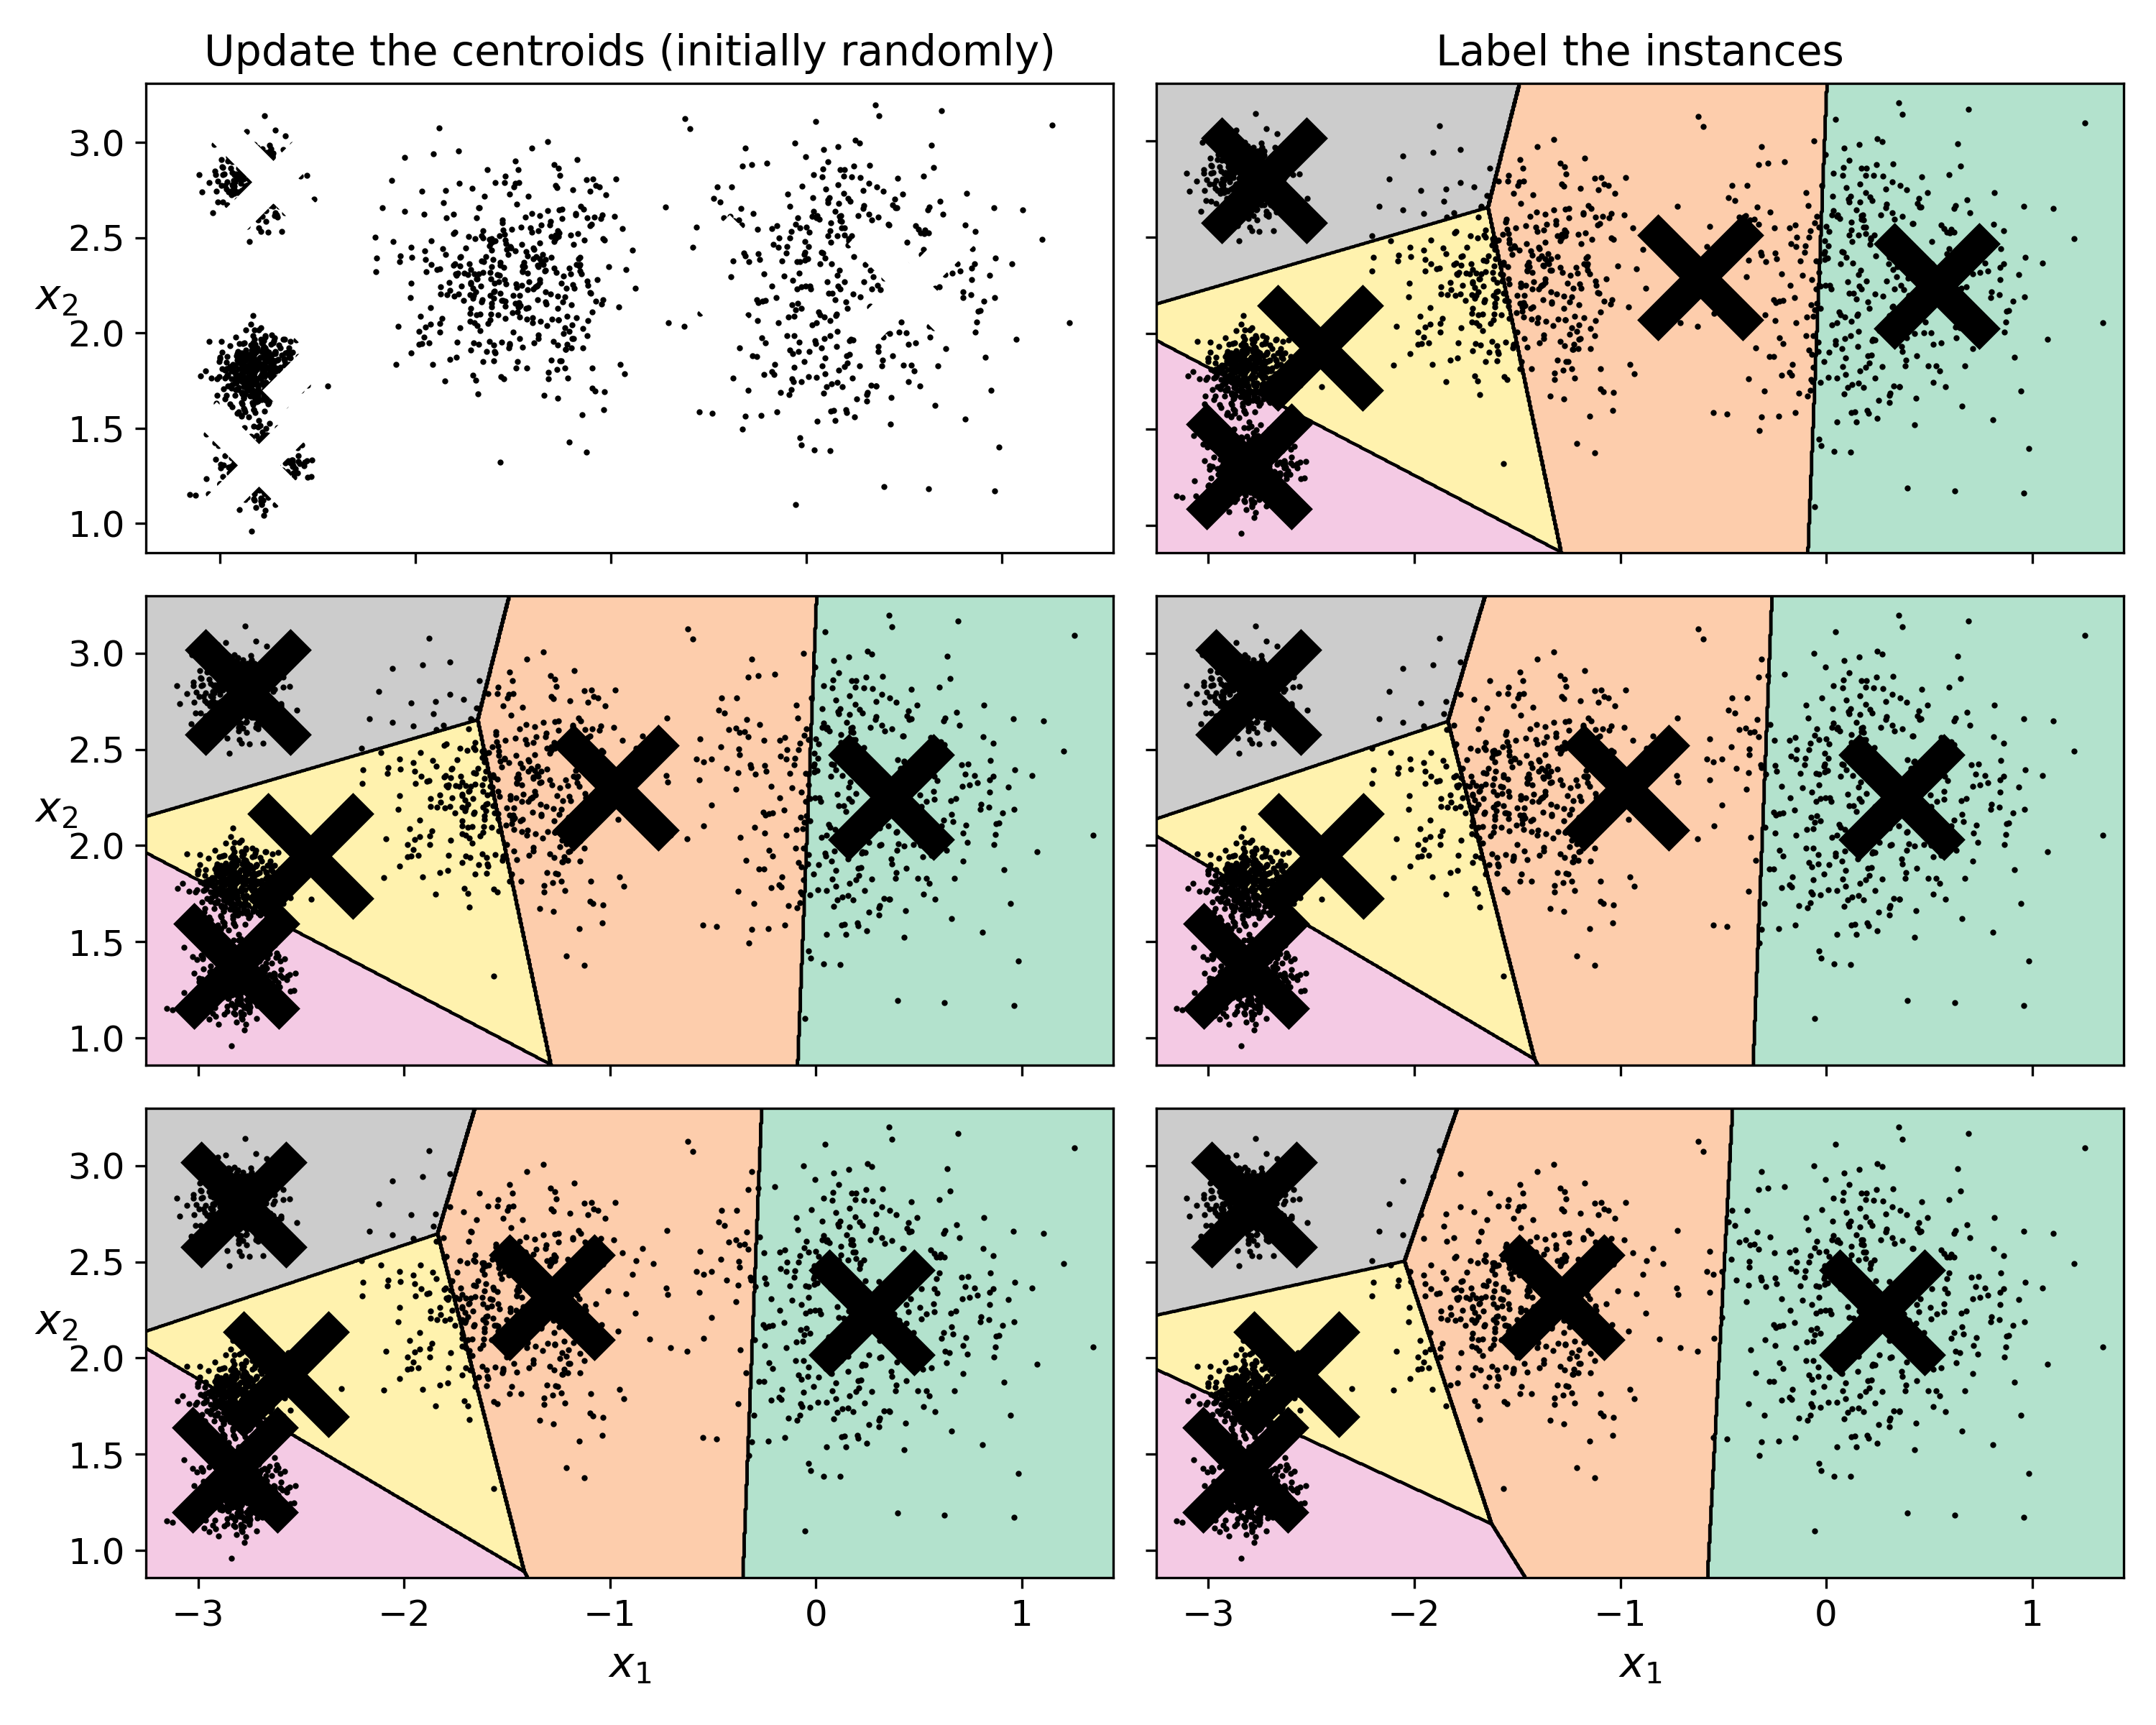 Update the centroids (initially randomly)
Label the instances
3.0
2.5
x₂
2.0
1.5
1.0
3.0
2.5
x₂
2.0
1.5
1.0
3.0
2.5
x₂
2.0
1.5
1.0
−3 −2 −1 0 1
−3 −2 −1 0 1
x₁
x₁